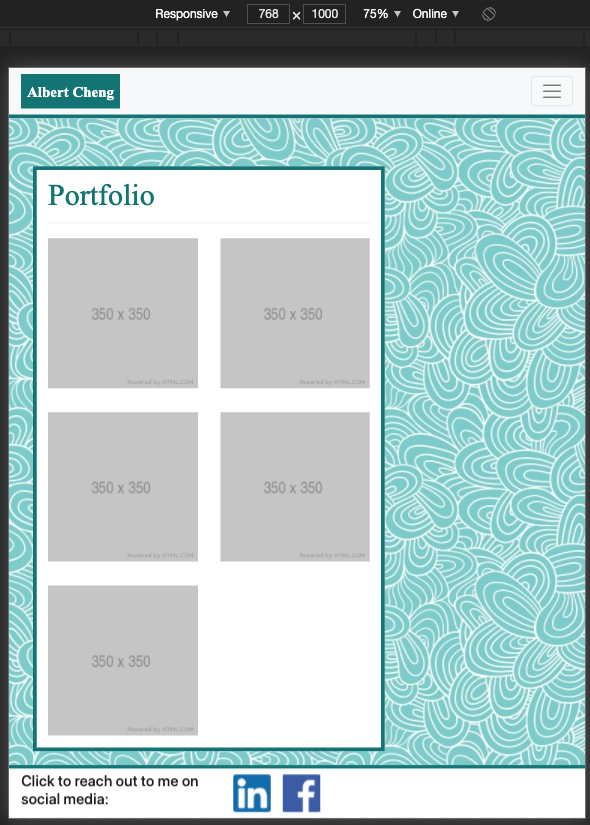 Responsive ▼ 768 × 1000 75% ▼ Online ▼
Albert Cheng
Portfolio
350 x 350
350 x 350
Powered by HTML.COM
Powered by HTML.COM
350 x 350
350 x 350
Powered by HTML.COM
Powered by HTML.COM
350 x 350
Powered by HTML.COM
Click to reach out to me on
social media:
in f